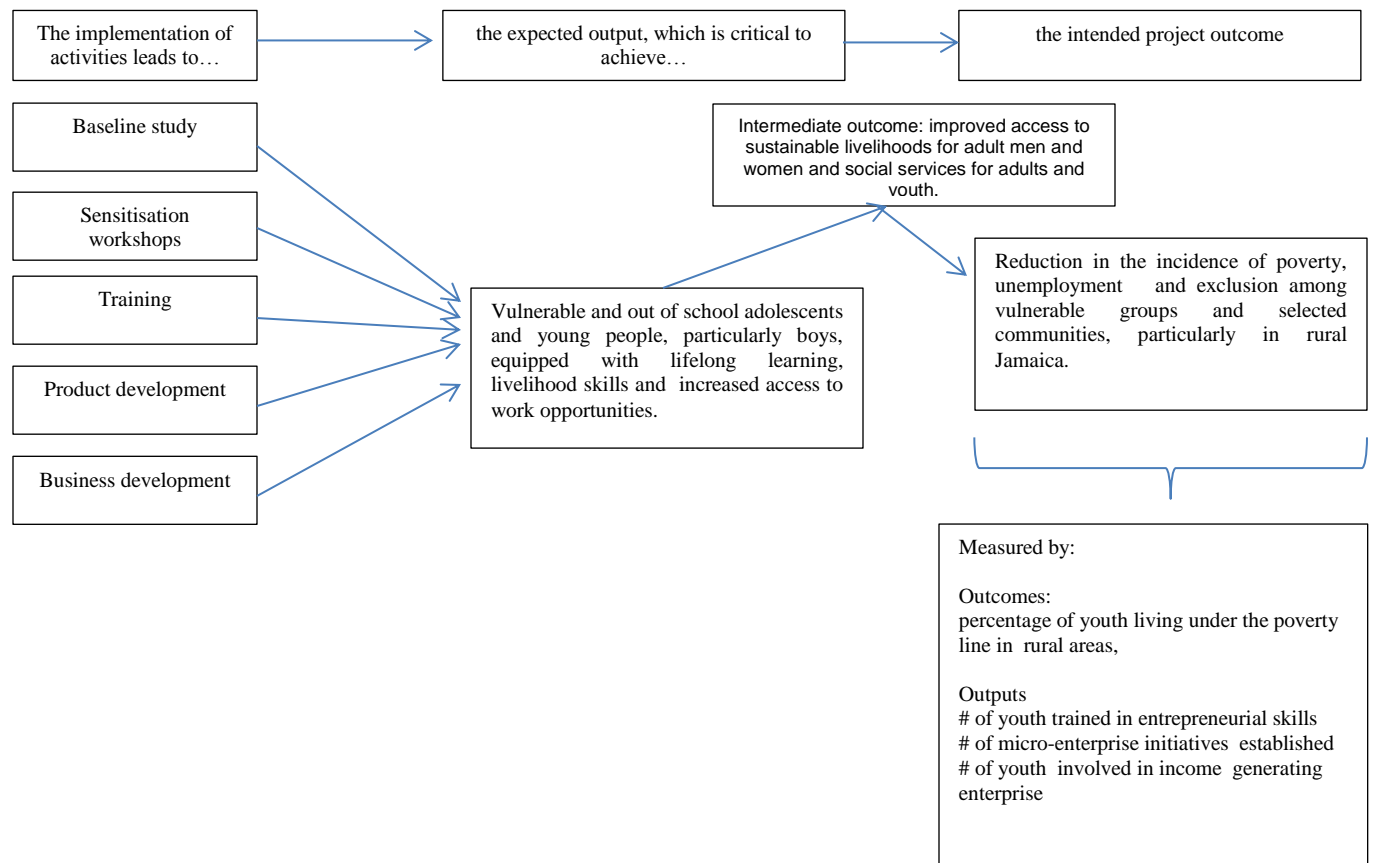 The implementation of
activities leads to…
the expected output, which is critical to
achieve…
the intended project outcome
Baseline study
Sensitisation
workshops
Training
Product development
Business development
Intermediate outcome: improved access to
sustainable livelihoods for adult men and
women and social services for adults and
youth.
Vulnerable and out of school adolescents
and young people, particularly boys,
equipped with lifelong learning,
livelihood skills and increased access to
work opportunities.
Reduction in the incidence of poverty,
unemployment and exclusion among
vulnerable groups and selected
communities, particularly in rural
Jamaica.
Measured by:
Outcomes:
percentage of youth living under the poverty
line in rural areas,
Outputs
# of youth trained in entrepreneurial skills
# of micro-enterprise initiatives established
# of youth involved in income generating
enterprise